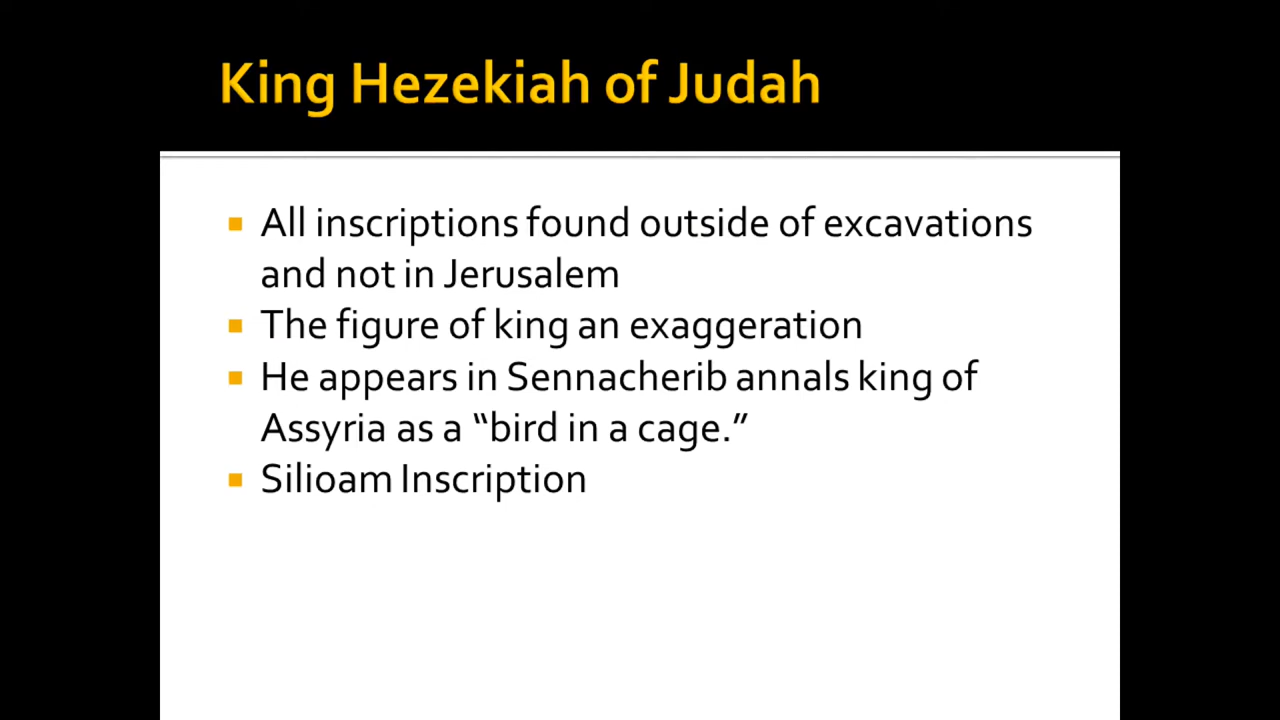 King Hezekiah of Judah
All inscriptions found outside of excavations
and not in Jerusalem
The figure of king an exaggeration
He appears in Sennacherib annals king of
Assyria as a “bird in a cage.”
Silioam Inscription